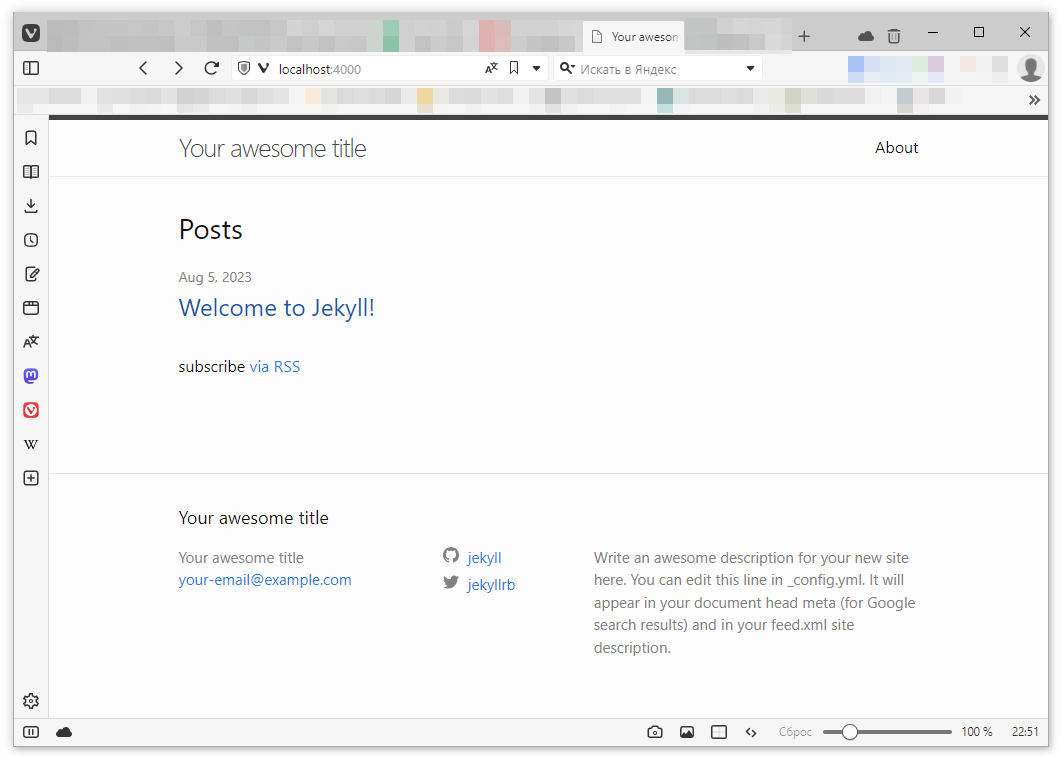 Your awesom
localhost:4000
Искать в Яндекс
Your awesome title
About
Posts
Aug 5, 2023
Welcome to Jekyll!
subscribe via RSS
Your awesome title
Your awesome title
your-email@example.com
jekyll
jekyllrb
Write an awesome description for your new site
here. You can edit this line in _config.yml. It will
appear in your document head meta (for Google
search results) and in your feed.xml site
description.
Сброс
100 %
22:51